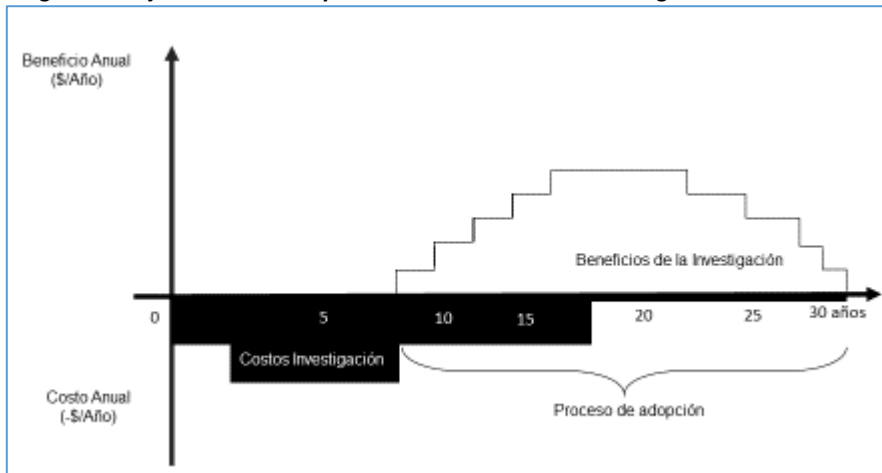 Beneficio Anual
($/Año)
Beneficios de la Investigación
0 5 10 15 20 25 30 años
Costos Investigación
Costo Anual
(-$/Año)
Proceso de adopción